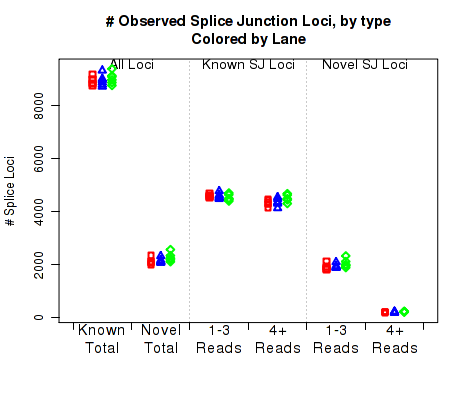 # Observed Splice Junction Loci, by type
Colored by Lane
All Loci Known SJ Loci Novel SJ Loci
# Splice Loci
8000
6000
4000
2000
0
Known Novel 1-3 4+ 1-3 4+
Total Total Reads Reads Reads Reads